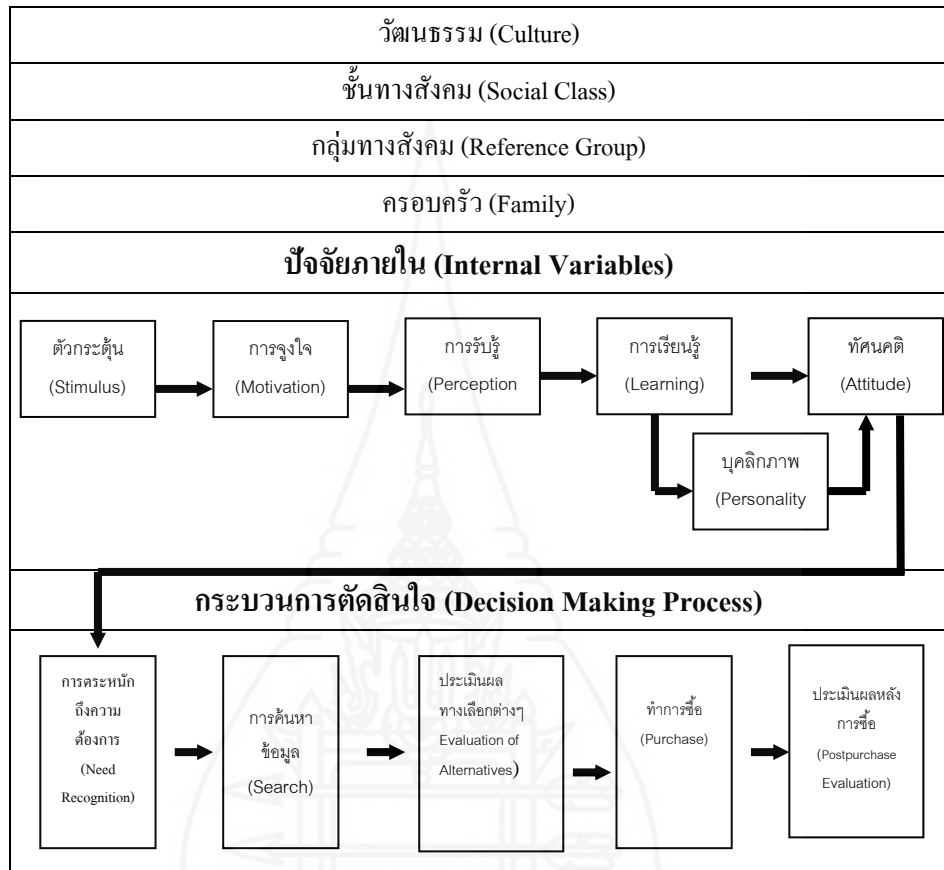 วัฒนธรรม (Culture)
ชั้นทางสังคม (Social Class)
กลุ่มทางสังคม (Reference Group)
ครอบครัว (Family)
ปัจจัยภายใน (Internal Variables)
ตัวกระตุ้น
(Stimulus)
การจูงใจ
(Motivation)
การรับรู้
(Perception
การเรียนรู้
(Learning)
ทัศนคติ
(Attitude)
บุคลิกภาพ
(Personality
กระบวนการตัดสินใจ (Decision Making Process)
การตระหนัก
ถึงความ
ต้องการ
(Need
Recognition)
การค้นหา
ข้อมูล
(Search)
ประเมินผล
ทางเลือกต่างๆ
Evaluation of
Alternatives)
ทำการซื้อ
(Purchase)
ประเมินผลหลัง
การซื้อ
(Postpurchase
Evaluation)